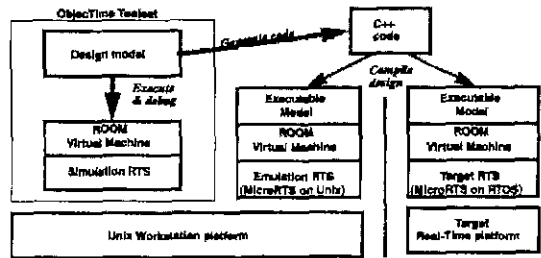 ObjecTime Toolset
Design model
Generate code
C++
code
Execute
& debug
Compile
design
ROOM
Virtual Machine
Simulation RTS
Executable
Model
ROOM
Virtual Machine
Emulation RTS
(MicroRTS on Unix)
Executable
Model
ROOM
Virtual Machine
Target RTS
(MicroRTS on RTOS)
Unix Workstation platform
Target
Real-Time platform